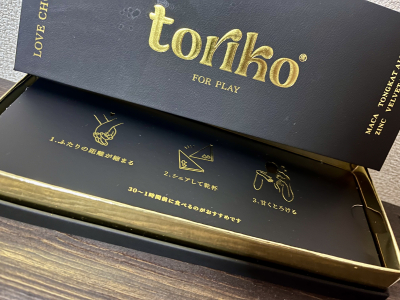 LOVE CH
toriko®
FOR PLAY
MACA TONGKAT AL
ZINC VELVET
1.ふたりの距離が縮まる
2.シェアして乾杯
3.甘くとろける
30~1時間前に食べるのがおすすめです